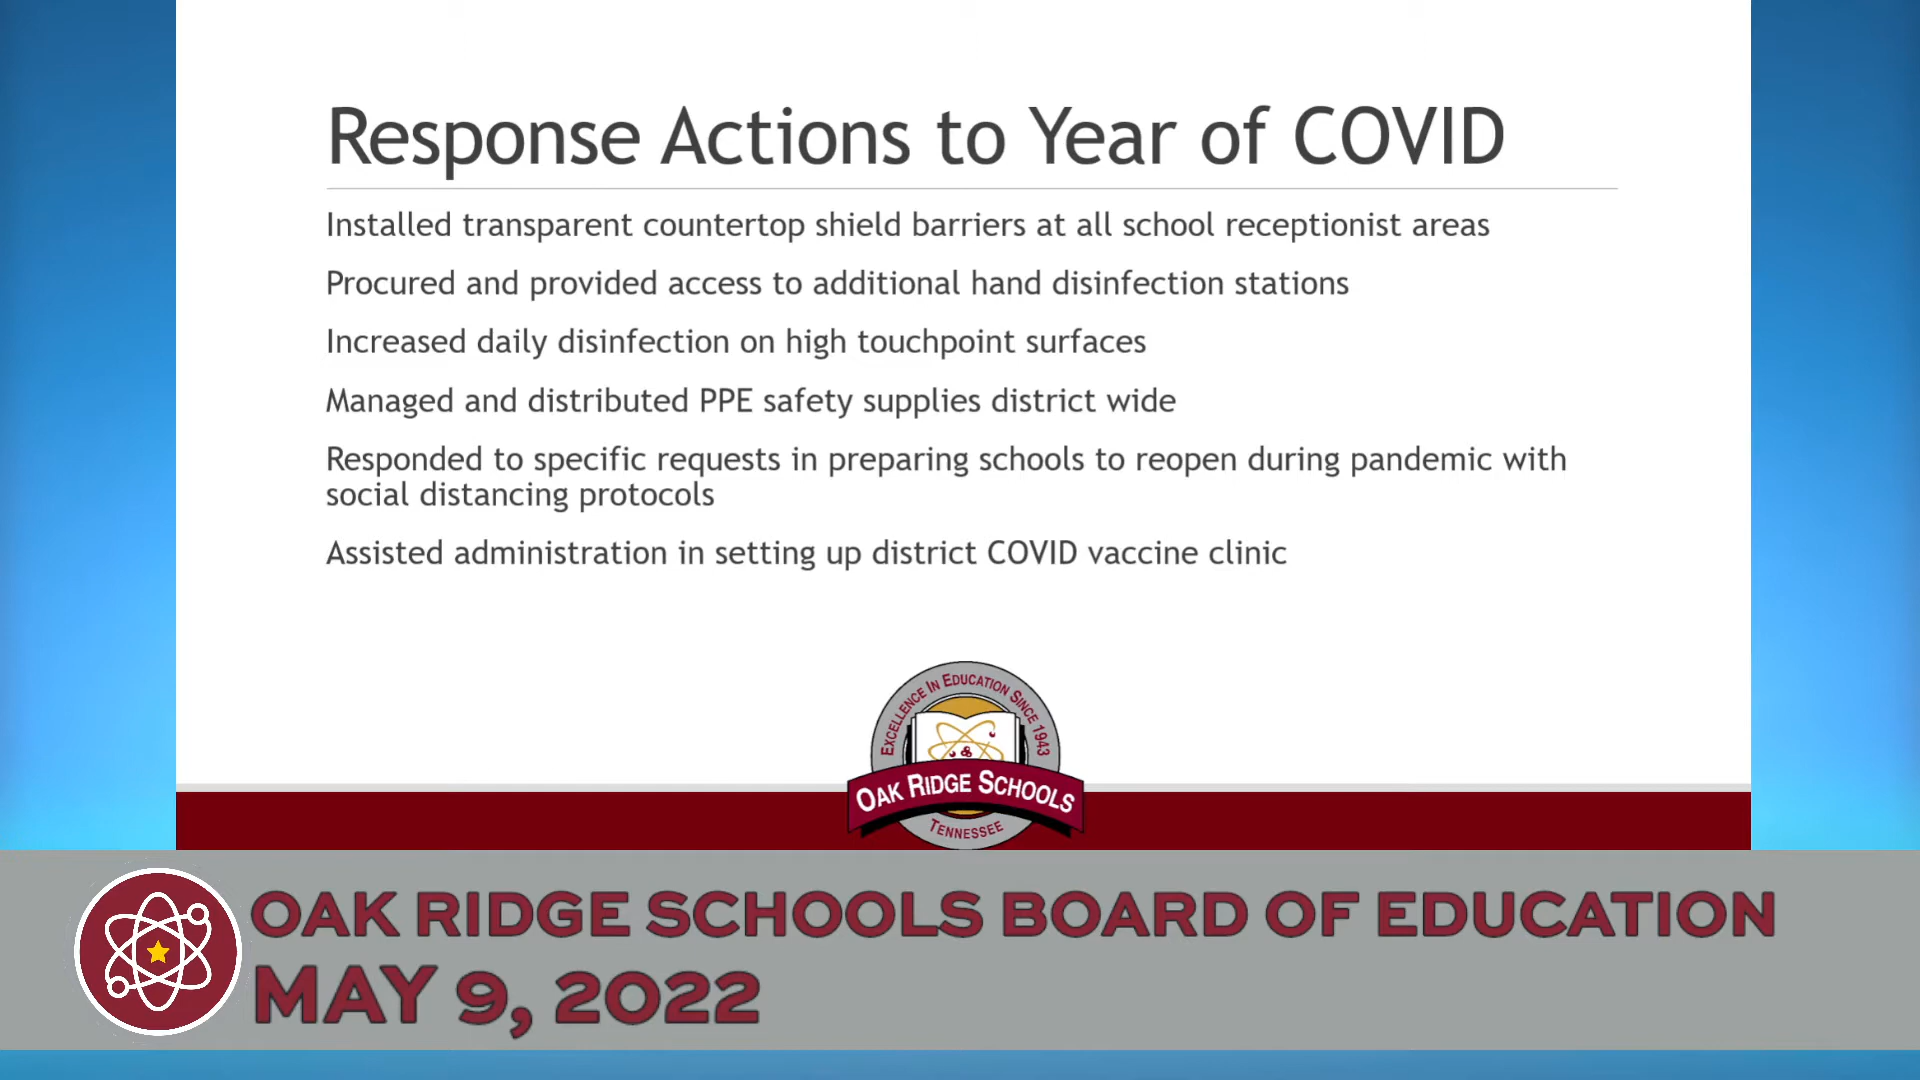 Response Actions to Year of COVID
Installed transparent countertop shield barriers at all school receptionist areas
Procured and provided access to additional hand disinfection stations
Increased daily disinfection on high touchpoint surfaces
Managed and distributed PPE safety supplies district wide
Responded to specific requests in preparing schools to reopen during pandemic with
social distancing protocols
Assisted administration in setting up district COVID vaccine clinic
EXCELLENCE IN EDUCATION SINCE 1943
OAK RIDGE SCHOOLS
TENNESSEE
OAK RIDGE SCHOOLS BOARD OF EDUCATION
MAY 9, 2022